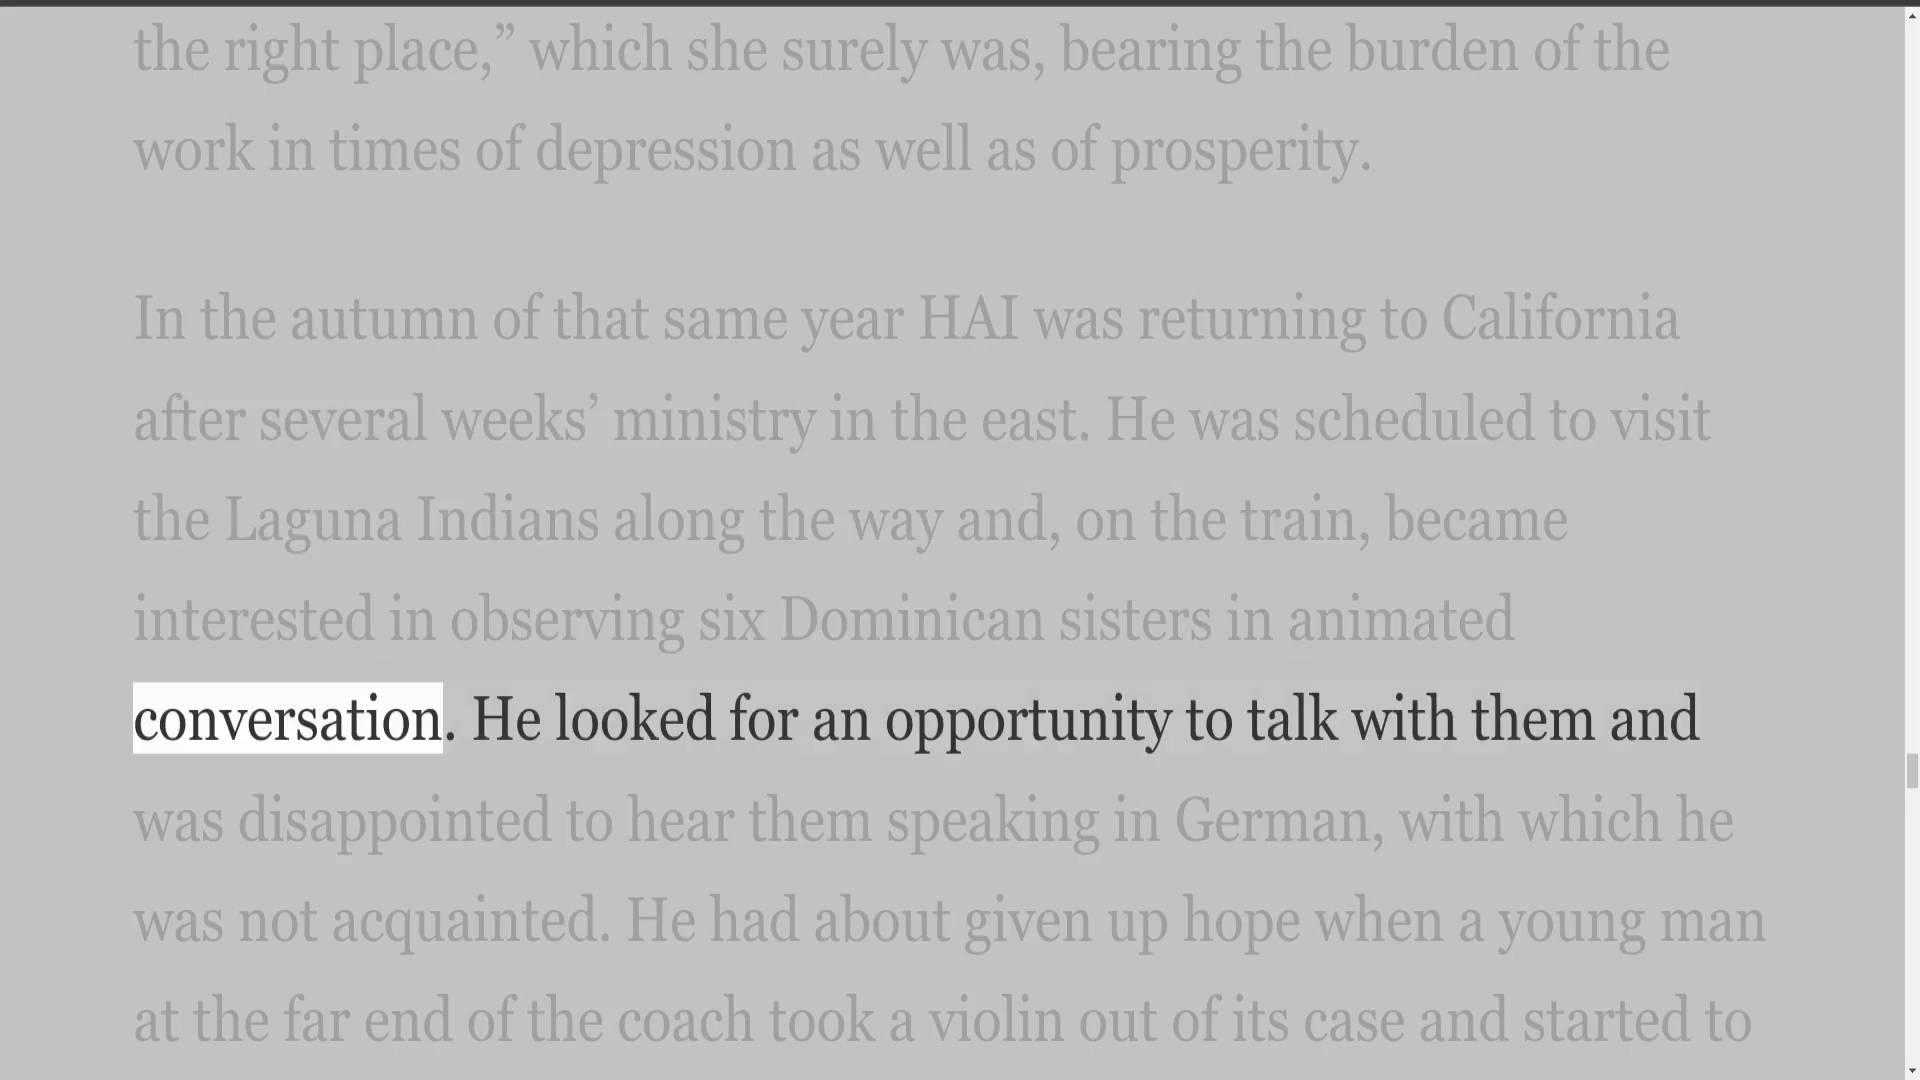 the right place,” which she surely was, bearing the burden of the
work in times of depression as well as of prosperity.
In the autumn of that same year HAI was returning to California
after several weeks’ ministry in the east. He was scheduled to visit
the Laguna Indians along the way and, on the train, became
interested in observing six Dominican sisters in animated
conversation. He looked for an opportunity to talk with them and
was disappointed to hear them speaking in German, with which he
was not acquainted. He had about given up hope when a young man
at the far end of the coach took a violin out of its case and started to